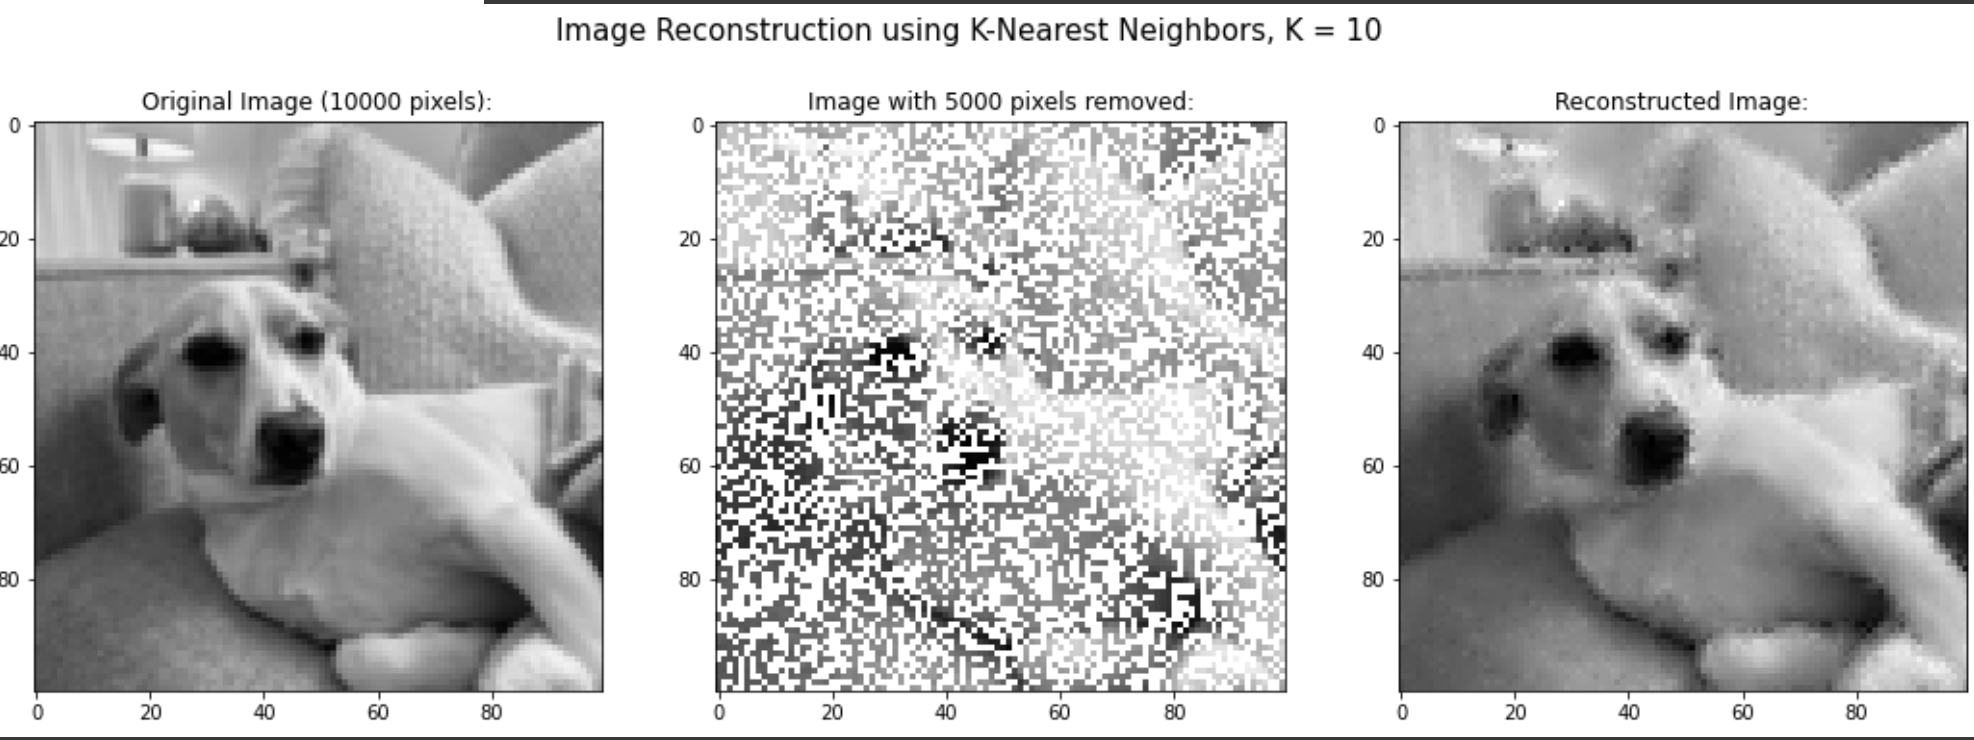 Image Reconstruction using K-Nearest Neighbors, K = 10
Original Image (10000 pixels):
Image with 5000 pixels removed:
Reconstructed Image:
0
20
40
60
80
0 20 40 60 80
0
20
40
60
80
0 20 40 60 80
0
20
40
60
80
0 20 40 60 80